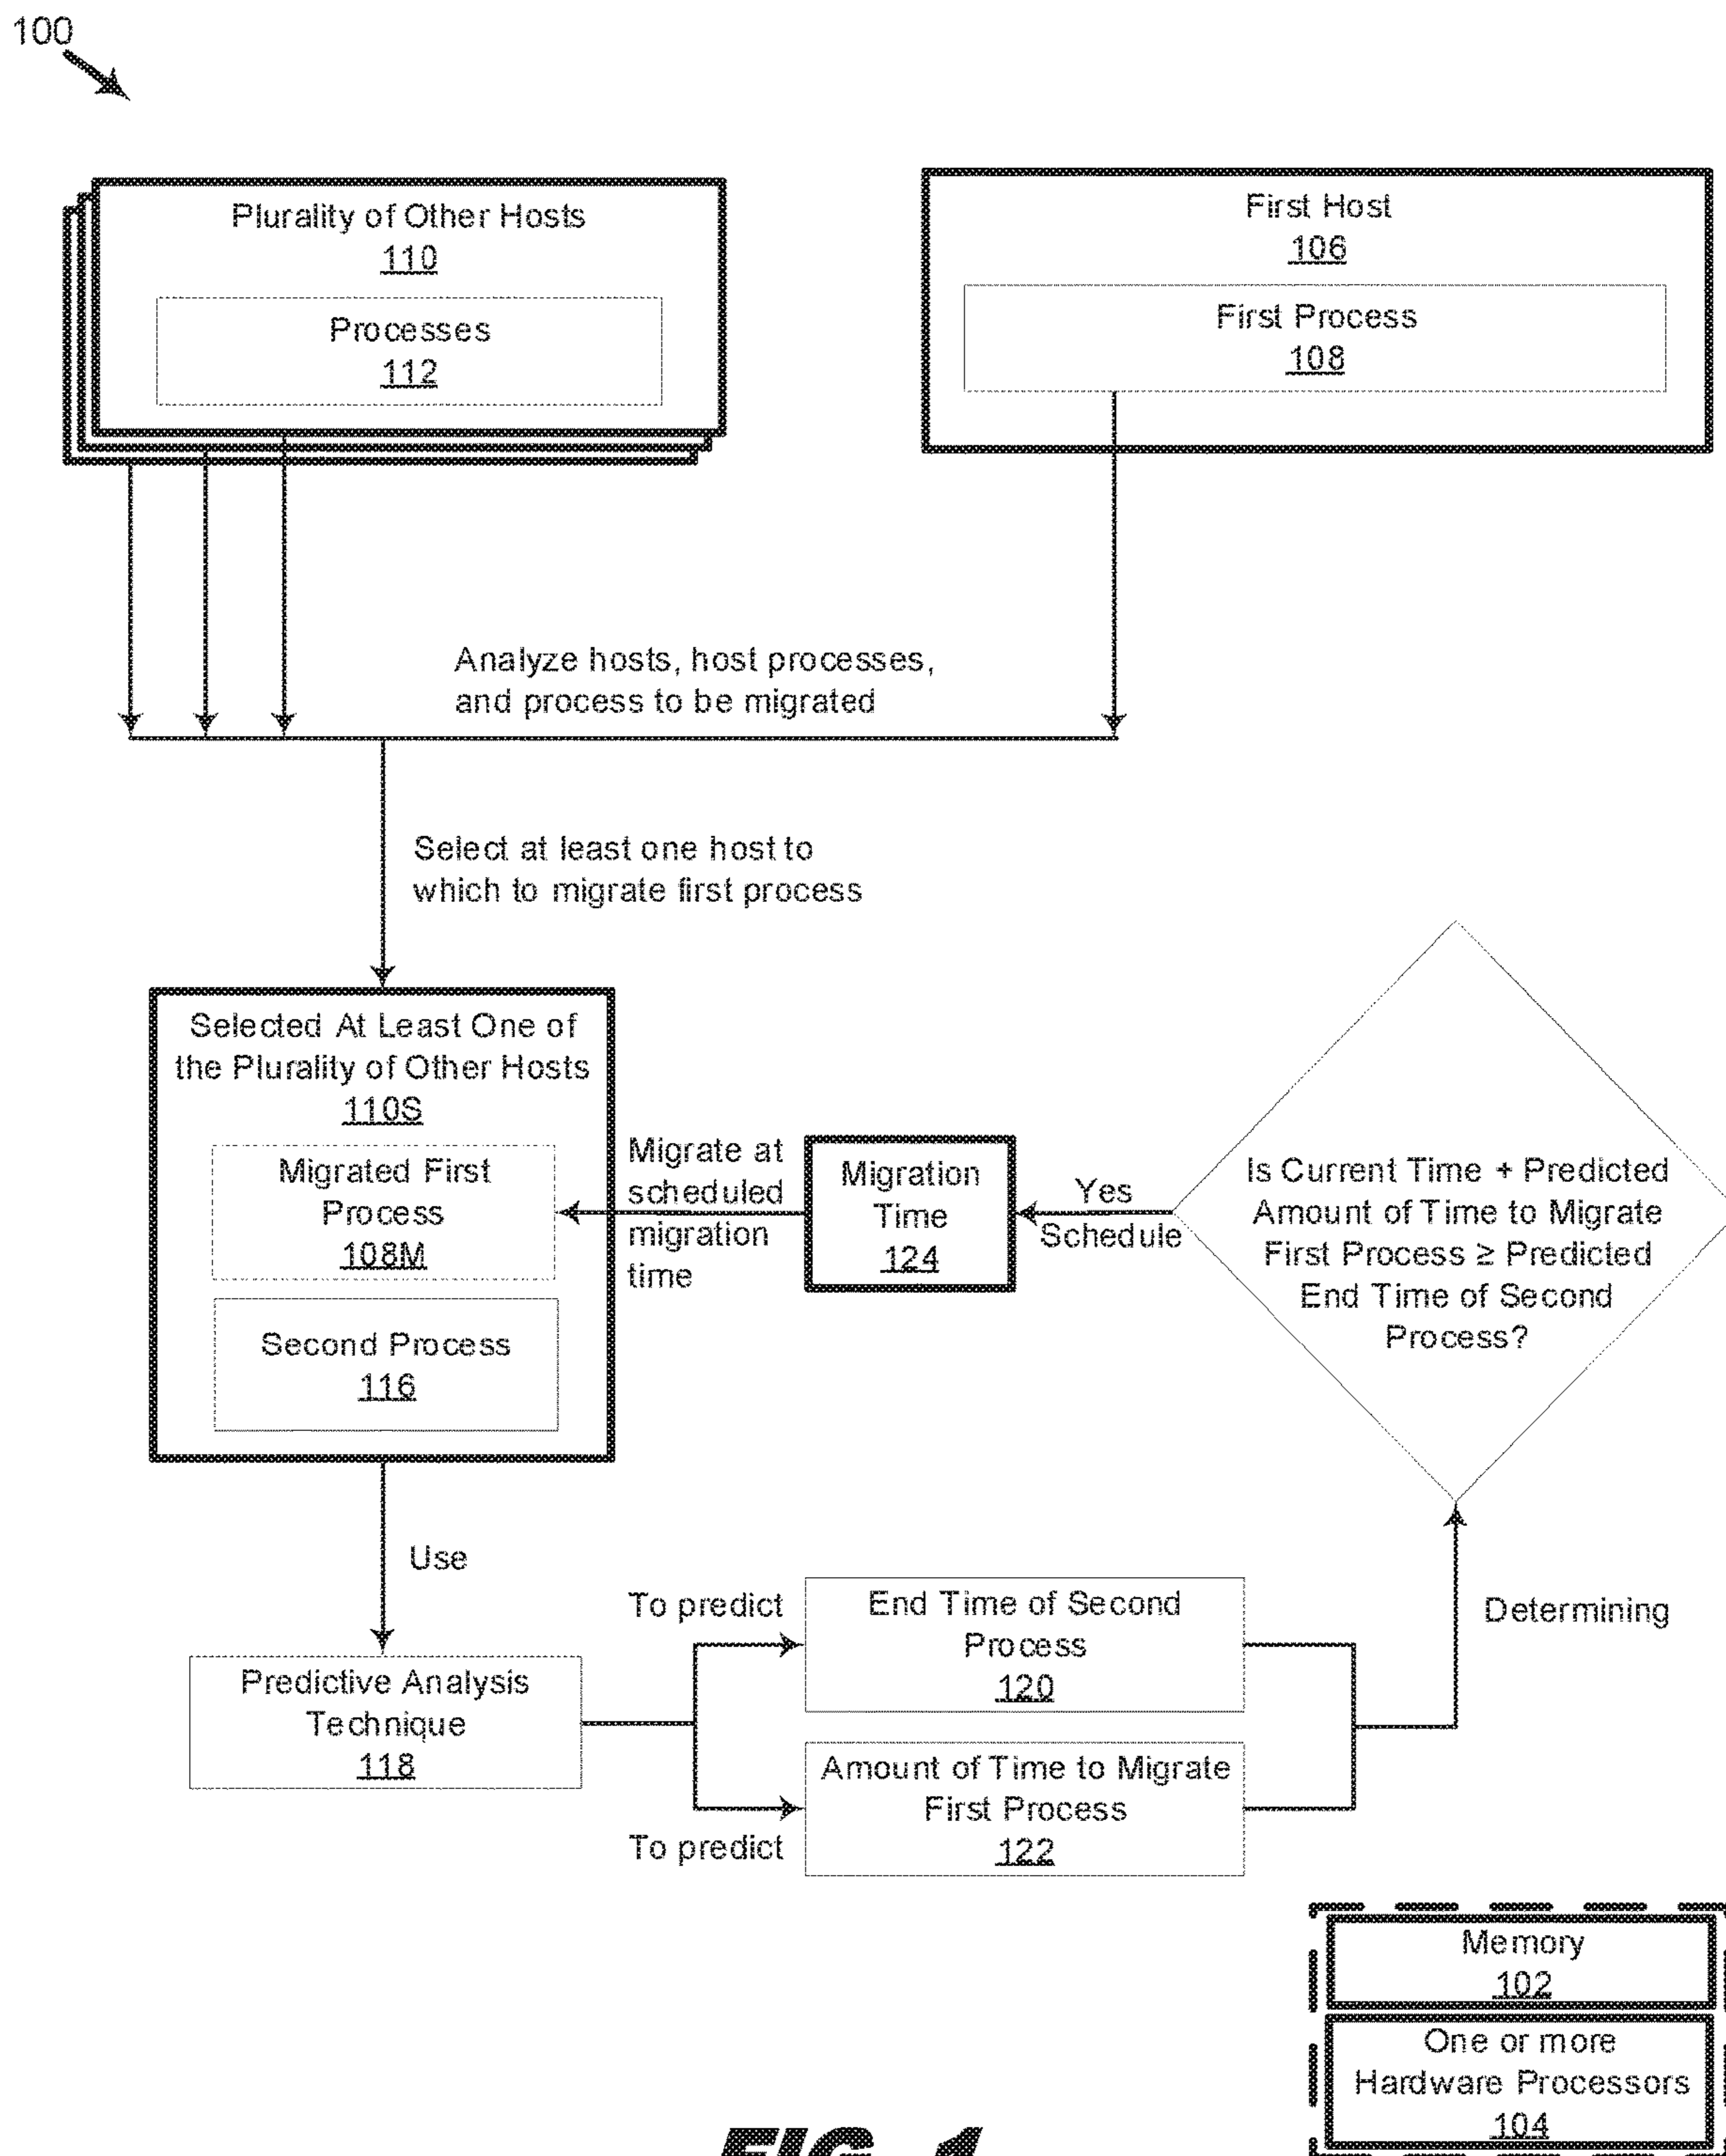 100
Plurality of Other Hosts
110
Processes
112
First Host
106
First Process
108
Analyze hosts, host processes,
and process to be migrated
Select at least one host to
which to migrate first process
Selected At Least One of
the Plurality of Other Hosts
110S
Migrated First
Process
108M
Second Process
116
Migrate at
scheduled
migration
time
Migration
Time
124
Yes
Schedule
Is Current Time + Predicted
Amount of Time to Migrate
First Process ≥ Predicted
End Time of Second
Process?
Use
Predictive Analysis
Technique
118
To predict
End Time of Second
Process
120
To predict
Amount of Time to Migrate
First Process
122
Determining
Memory
102
One or more
Hardware Processors
104
FIG. 1